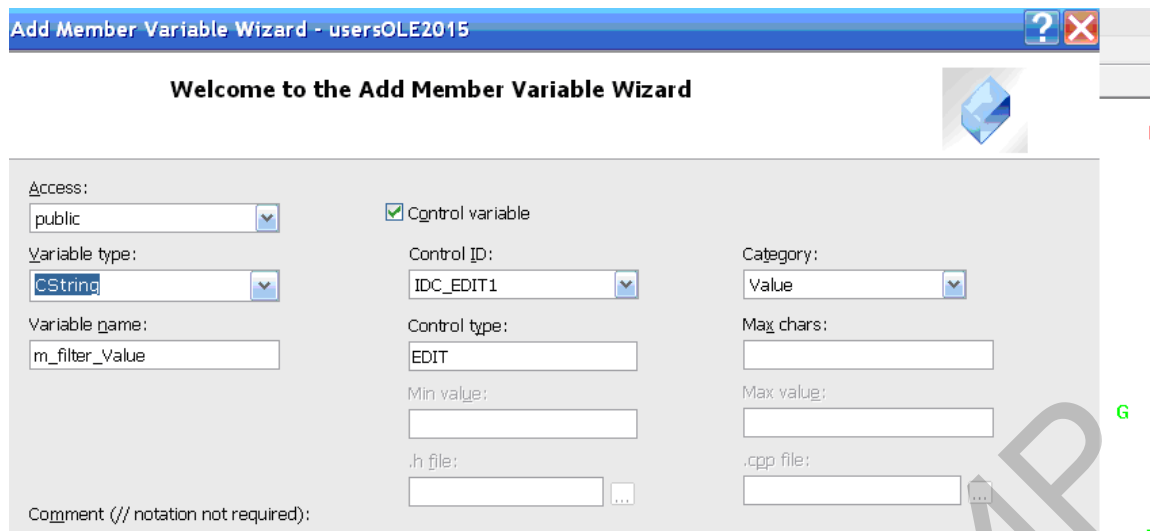 Add Member Variable Wizard - usersOLE2015
Welcome to the Add Member Variable Wizard
Access:
public
Control variable
Variable type:
Control ID:
Category:
CString
IDC_EDIT1
Value
Variable name:
Control type:
Max chars:
m_filter_Value
EDIT
Min value:
Max value:
G
.h file:
.cpp file:
...
...
Comment (// notation not required):